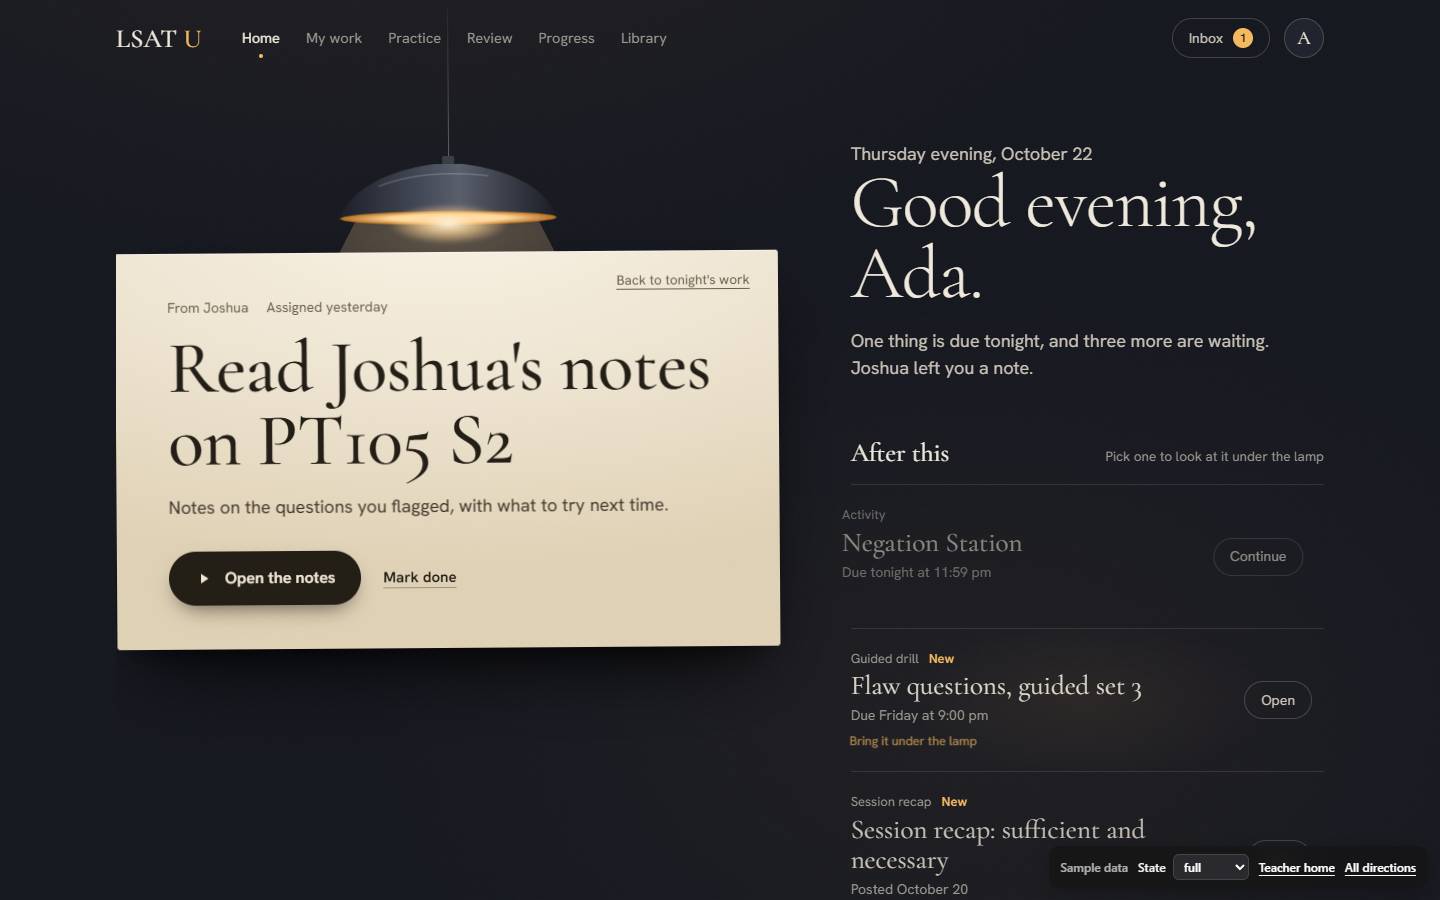 LSAT U
Home
My work
Practice
Review
Progress
Library
Inbox 1
A
Back to tonight's work
From Joshua Assigned yesterday
Read Joshua's notes
on PT105 S2
Notes on the questions you flagged, with what to try next time.
Open the notes
Mark done
Thursday evening, October 22
Good evening,
Ada.
One thing is due tonight, and three more are waiting.
Joshua left you a note.
After this
Pick one to look at it under the lamp
Activity
Negation Station
Due tonight at 11:59 pm
Continue
Guided drill New
Flaw questions, guided set 3
Due Friday at 9:00 pm
Bring it under the lamp
Open
Session recap New
Session recap: sufficient and
necessary
Posted October 20
Sample data State full Teacher home All directions